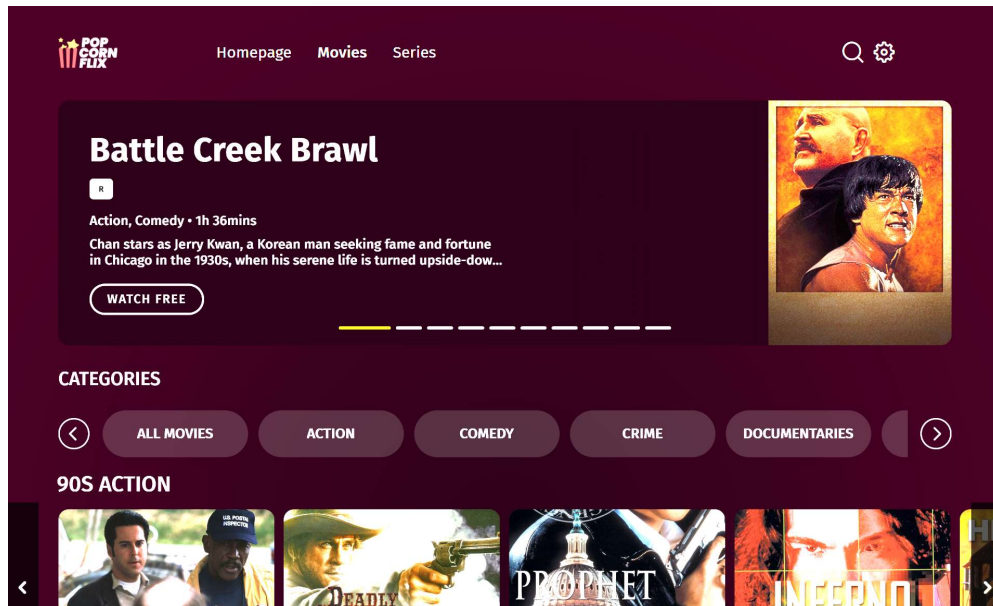 POP
CORN
FLIX
Homepage Movies Series
Battle Creek Brawl
R
Action, Comedy • 1h 36mins
Chan stars as Jerry Kwan, a Korean man seeking fame and fortune
in Chicago in the 1930s, when his serene life is turned upside-dow...
WATCH FREE
CATEGORIES
ALL MOVIES ACTION COMEDY CRIME DOCUMENTARIES
90S ACTION
U.S. POSTAL
INSPECTOR
DEADLY
PROPHET
INFERNO